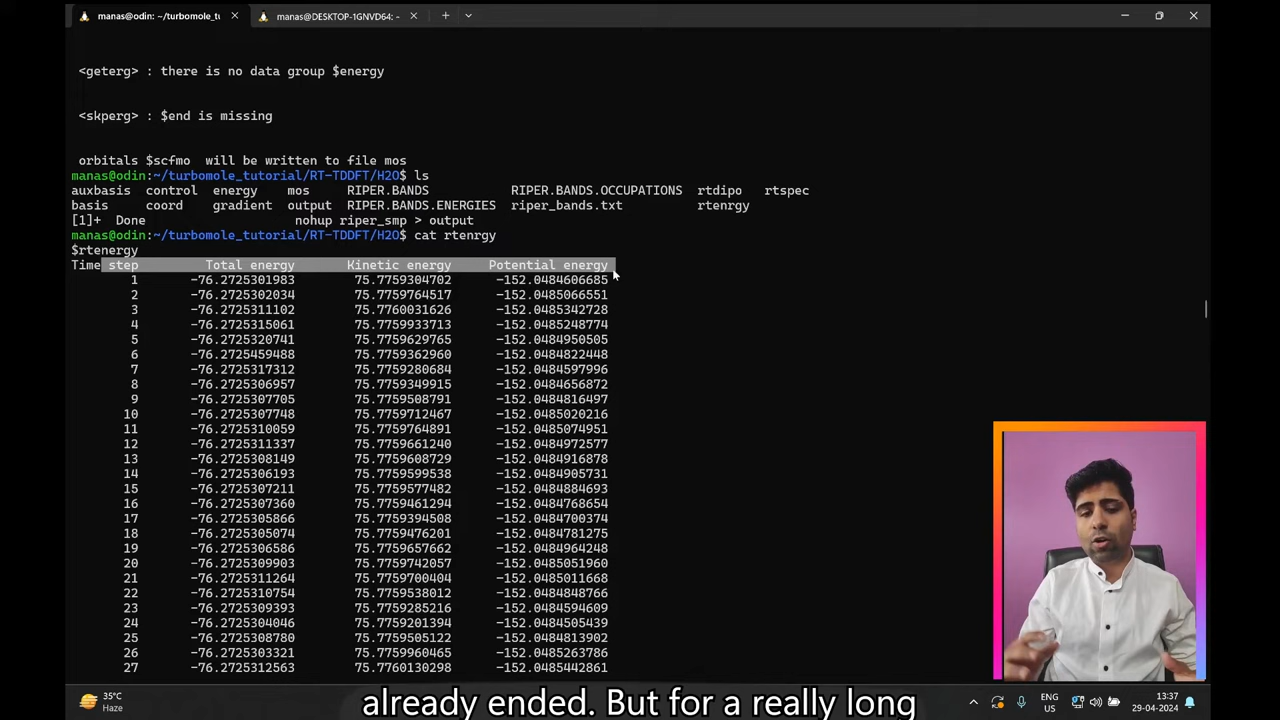 manas@odin: ~/turbomole_tu
manas@DESKTOP-1GNVD64: ~
<geterg> : there is no data group $energy
<skperg> : $end is missing
orbitals $scfmo  will be written to file mos
manas@odin:~/turbomole_tutorial/RT-TDDFT/H2O$ ls
auxbasis  control  energy    mos     RIPER.BANDS           RIPER.BANDS.OCCUPATIONS  rtdipo  rtspec
basis     coord    gradient  output  RIPER.BANDS.ENERGIES  riper_bands.txt          rtenrgy
[1]+  Done                    nohup riper_smp > output
manas@odin:~/turbomole_tutorial/RT-TDDFT/H2O$ cat rtenrgy
$rtenergy
Time step         Total energy       Kinetic energy     Potential energy
1       -76.2725301983        75.7759304702      -152.0484606685
2       -76.2725302034        75.7759764517      -152.0485066551
3       -76.2725311102        75.7760031626      -152.0485342728
4       -76.2725315061        75.7759933713      -152.0485248774
5       -76.2725320741        75.7759629765      -152.0484950505
6       -76.2725459488        75.7759362960      -152.0484822448
7       -76.2725317312        75.7759280684      -152.0484597996
8       -76.2725306957        75.7759349915      -152.0484656872
9       -76.2725307705        75.7759508791      -152.0484816497
10       -76.2725307748        75.7759712467      -152.0485020216
11       -76.2725310059        75.7759764891      -152.0485074951
12       -76.2725311337        75.7759661240      -152.0484972577
13       -76.2725308149        75.7759608729      -152.0484916878
14       -76.2725306193        75.7759599538      -152.0484905731
15       -76.2725307211        75.7759577482      -152.0484884693
16       -76.2725307360        75.7759461294      -152.0484768654
17       -76.2725305866        75.7759394508      -152.0484700374
18       -76.2725305074        75.7759476201      -152.0484781275
19       -76.2725306586        75.7759657662      -152.0484964248
20       -76.2725309903        75.7759742057      -152.0485051960
21       -76.2725311264        75.7759700404      -152.0485011668
22       -76.2725310754        75.7759538012      -152.0484848766
23       -76.2725309393        75.7759285216      -152.0484594609
24       -76.2725304046        75.7759201393      -152.0484505439
25       -76.2725308780        75.7759505122      -152.0484813902
26       -76.2725303321        75.7759960465      -152.0485263786
27       -76.2725312563        75.7760130298      -152.0485442861
already ended. But for a really long
35°C
Haze
ENG
US
13:37
29-04-2024